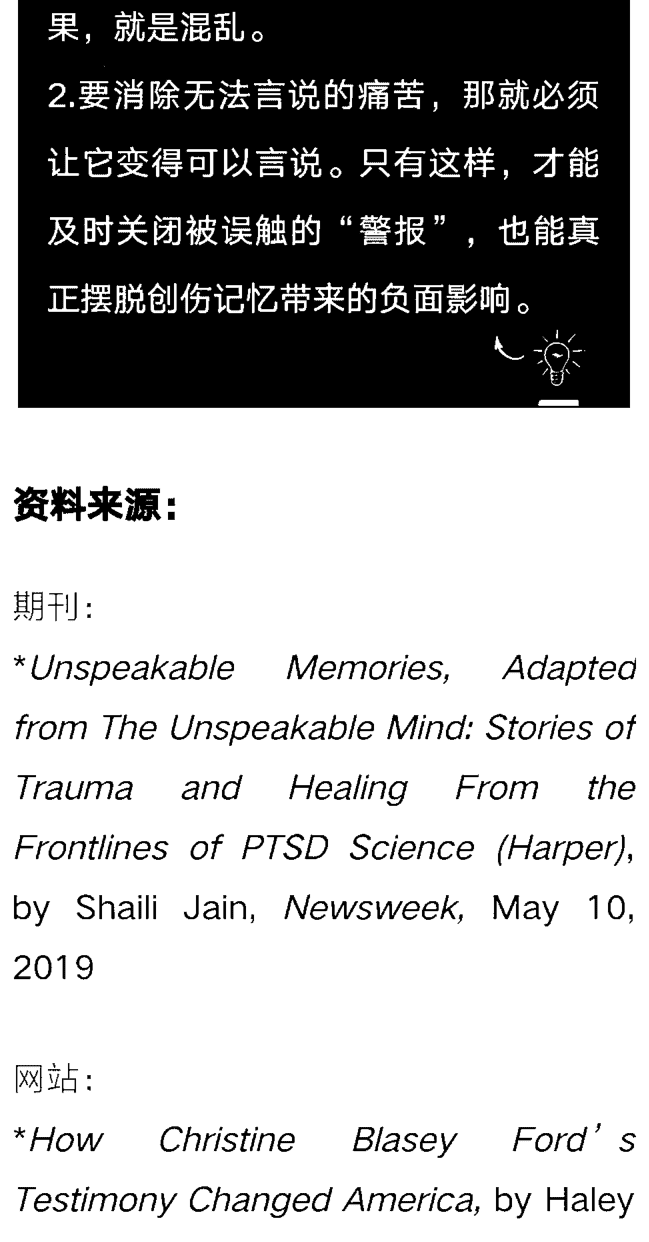 果，就是混乱。
2.要消除无法言说的痛苦，那就必须
让它变得可以言说。只有这样，才能
及时关闭被误触的“警报”，也能真
正摆脱创伤记忆带来的负面影响。
资料来源：
期刊：
*Unspeakable Memories, Adapted
from The Unspeakable Mind: Stories of
Trauma and Healing From the
Frontlines of PTSD Science (Harper),
by Shaili Jain, Newsweek, May 10,
2019
网站：
*How Christine Blasey Ford’s
Testimony Changed America, by Haley